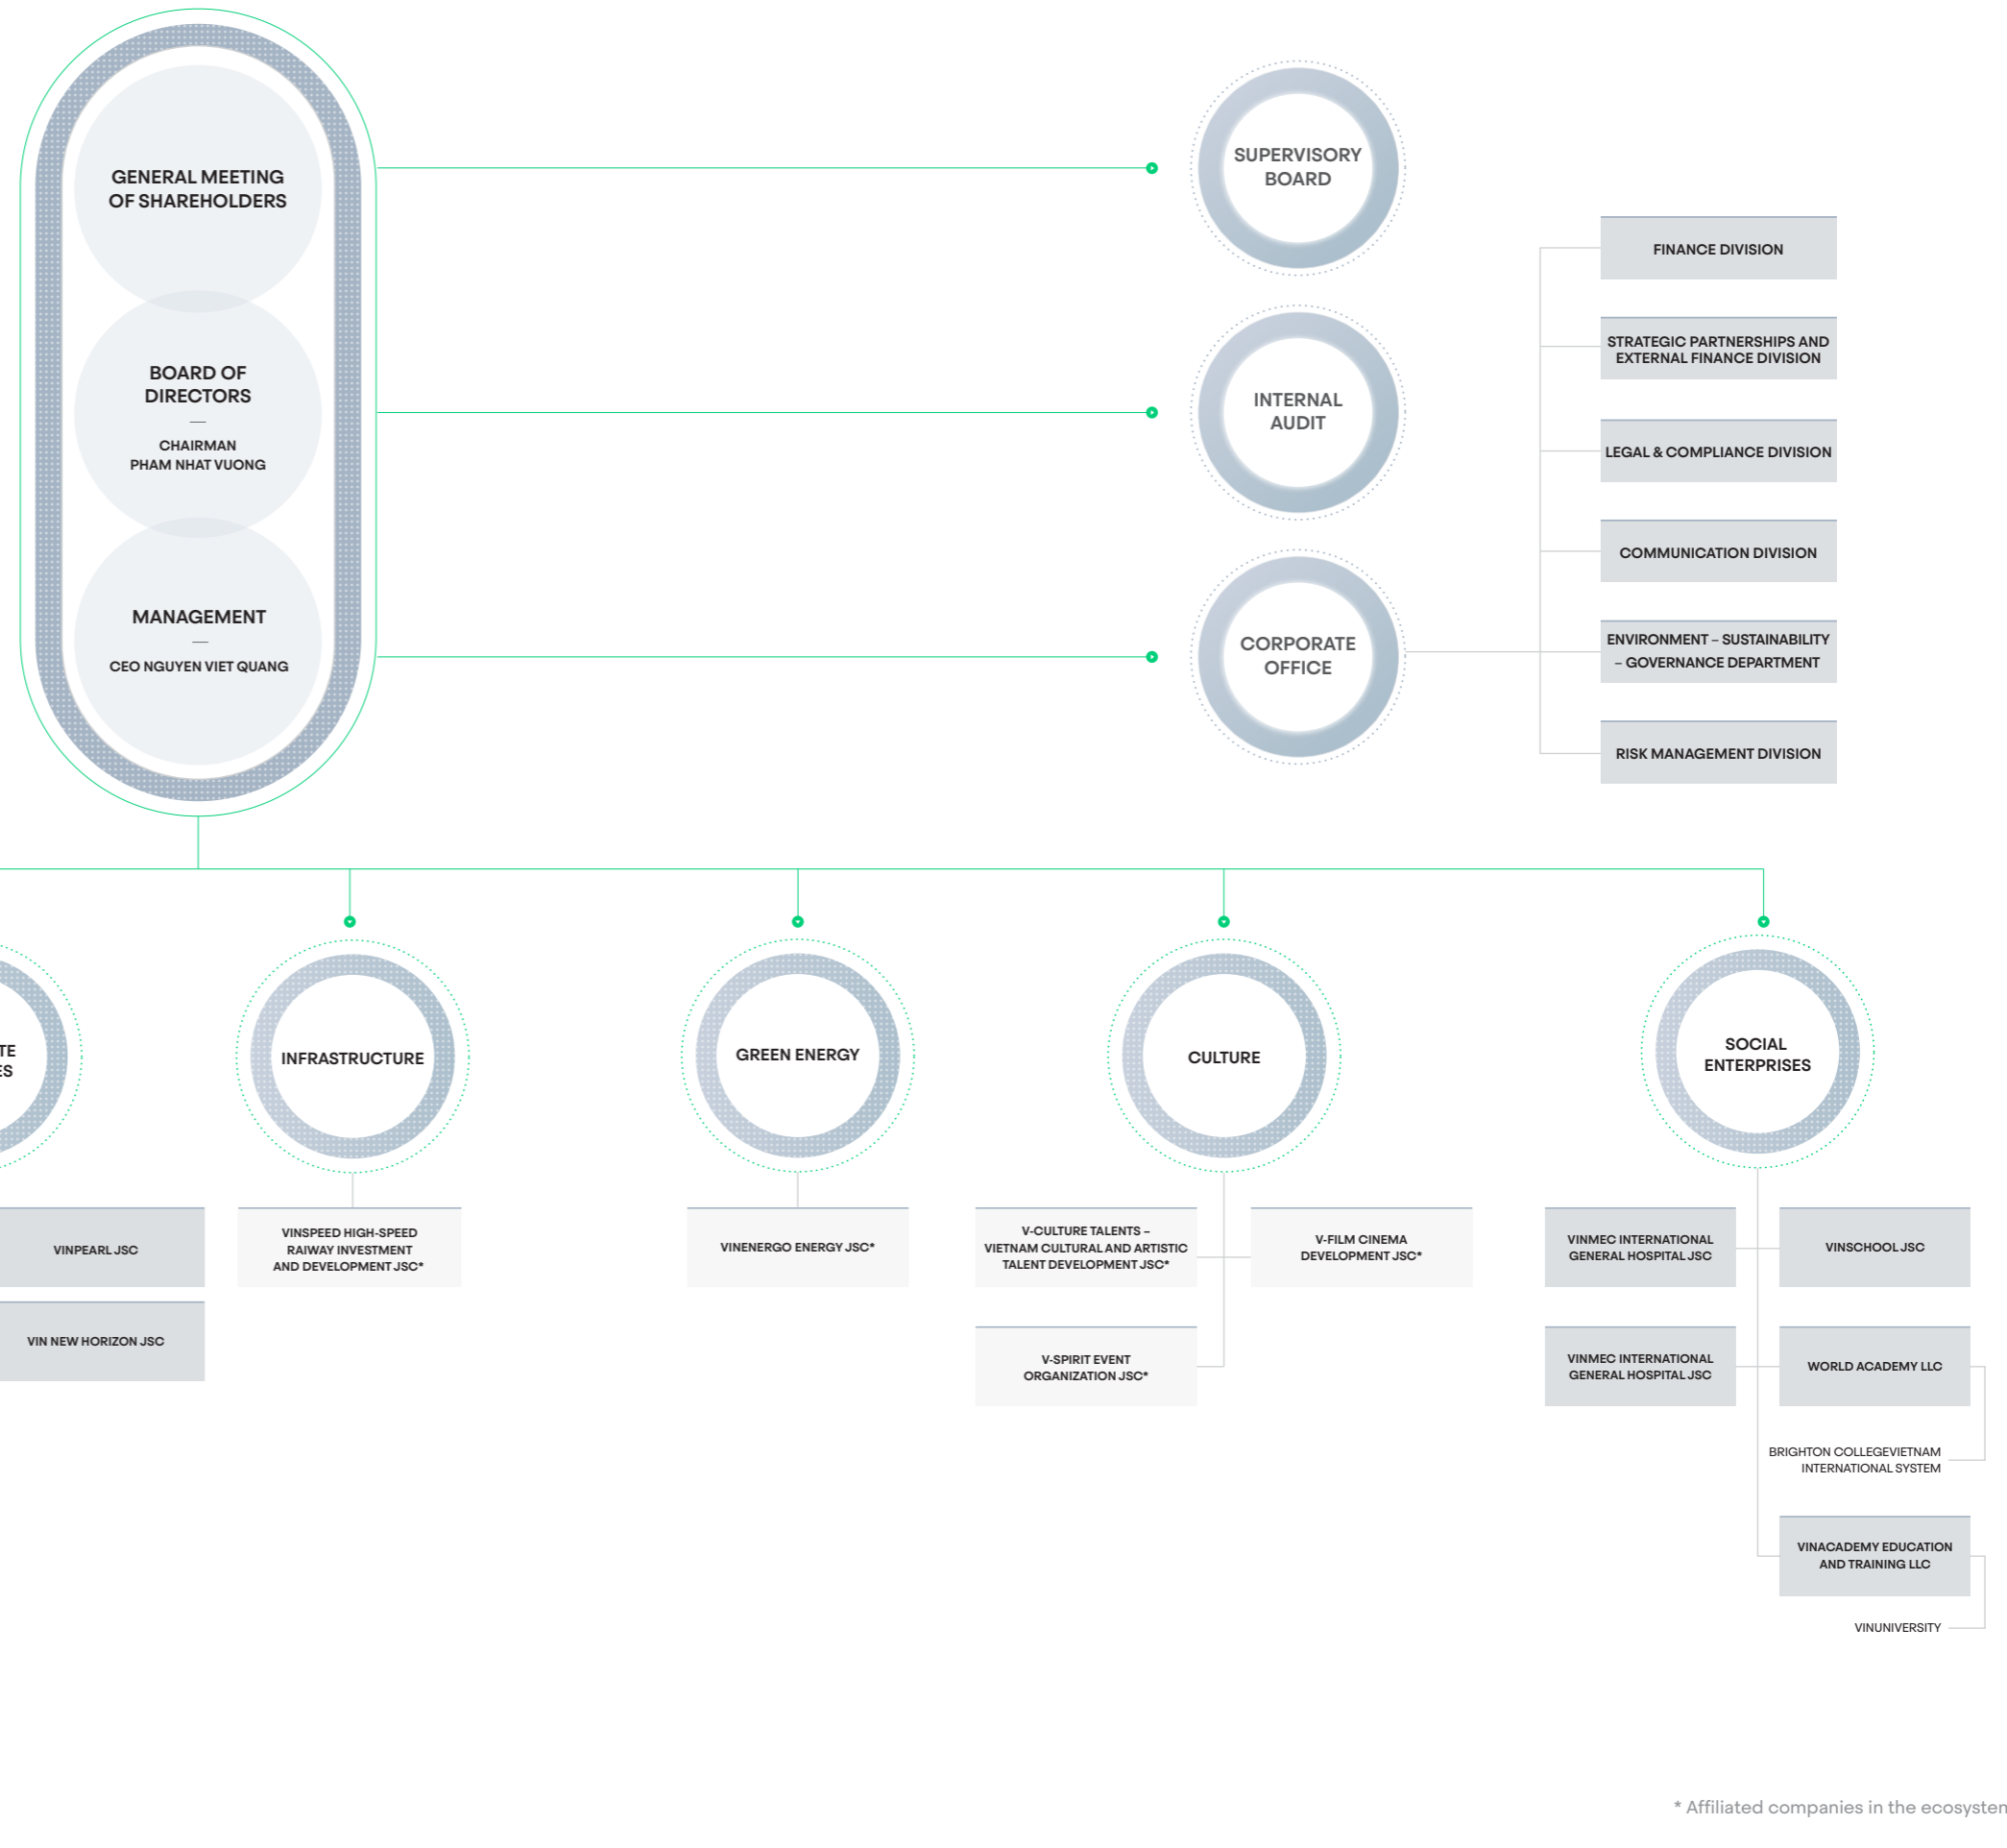 GENERAL MEETING
OF SHAREHOLDERS
BOARD OF
DIRECTORS
—
CHAIRMAN
PHAM NHAT VUONG
MANAGEMENT
—
CEO NGUYEN VIET QUANG
SUPERVISORY
BOARD
INTERNAL
AUDIT
CORPORATE
OFFICE
FINANCE DIVISION
STRATEGIC PARTNERSHIPS AND
EXTERNAL FINANCE DIVISION
LEGAL & COMPLIANCE DIVISION
COMMUNICATION DIVISION
ENVIRONMENT – SUSTAINABILITY
– GOVERNANCE DEPARTMENT
RISK MANAGEMENT DIVISION
VINPEARL JSC
VIN NEW HORIZON JSC
INFRASTRUCTURE
VINSPEED HIGH-SPEED
RAIWAY INVESTMENT
AND DEVELOPMENT JSC*
GREEN ENERGY
VINENERGO ENERGY JSC*
CULTURE
V-CULTURE TALENTS –
VIETNAM CULTURAL AND ARTISTIC
TALENT DEVELOPMENT JSC*
V-FILM CINEMA
DEVELOPMENT JSC*
V-SPIRIT EVENT
ORGANIZATION JSC*
SOCIAL
ENTERPRISES
VINMEC INTERNATIONAL
GENERAL HOSPITAL JSC
VINSCHOOL JSC
VINMEC INTERNATIONAL
GENERAL HOSPITAL JSC
WORLD ACADEMY LLC
BRIGHTON COLLEGEVIETNAM
INTERNATIONAL SYSTEM
VINACADEMY EDUCATION
AND TRAINING LLC
VINUNIVERSITY
* Affiliated companies in the